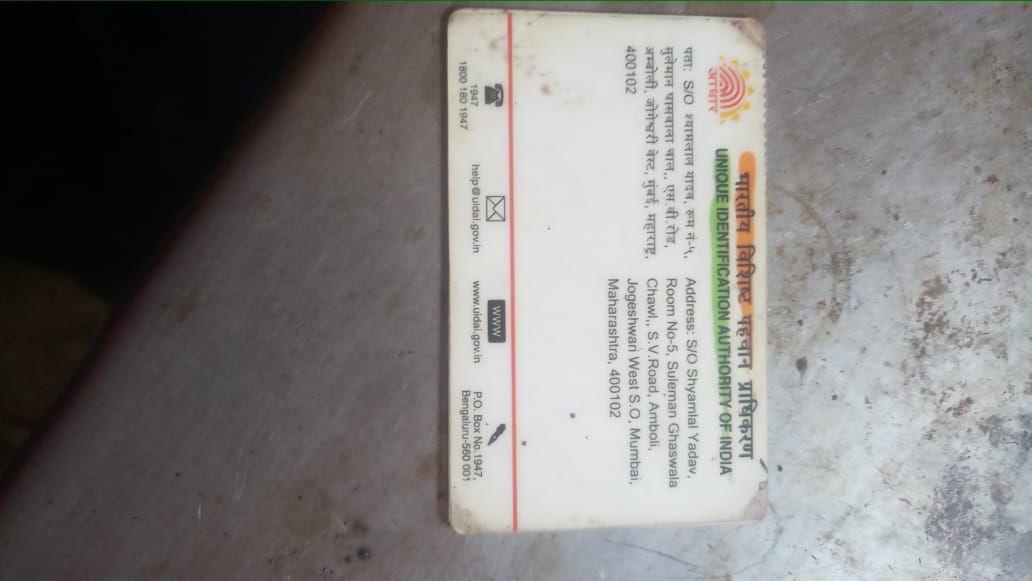 आधार
भारतीय विशिष्ट पहचान प्राधिकरण
UNIQUE IDENTIFICATION AUTHORITY OF INDIA
पता: S/O श्यामलाल यादव, रूम नं-५,
सुलेमान घासवाला चाल,, एस.वी.रोड,
अम्बोली, जोगेश्वरी वेस्ट, मुंबई, महाराष्ट्र,
400102
Address: S/O Shyamlal Yadav,
Room No-5, Suleman Ghaswala
Chawl,, S.V.Road, Amboli,
Jogeshwari West S.O, Mumbai,
Maharashtra, 400102
1947
1800 180 1947
help@uidai.gov.in
WWW
www.uidai.gov.in
P.O. Box No.1947,
Bengaluru-560 001